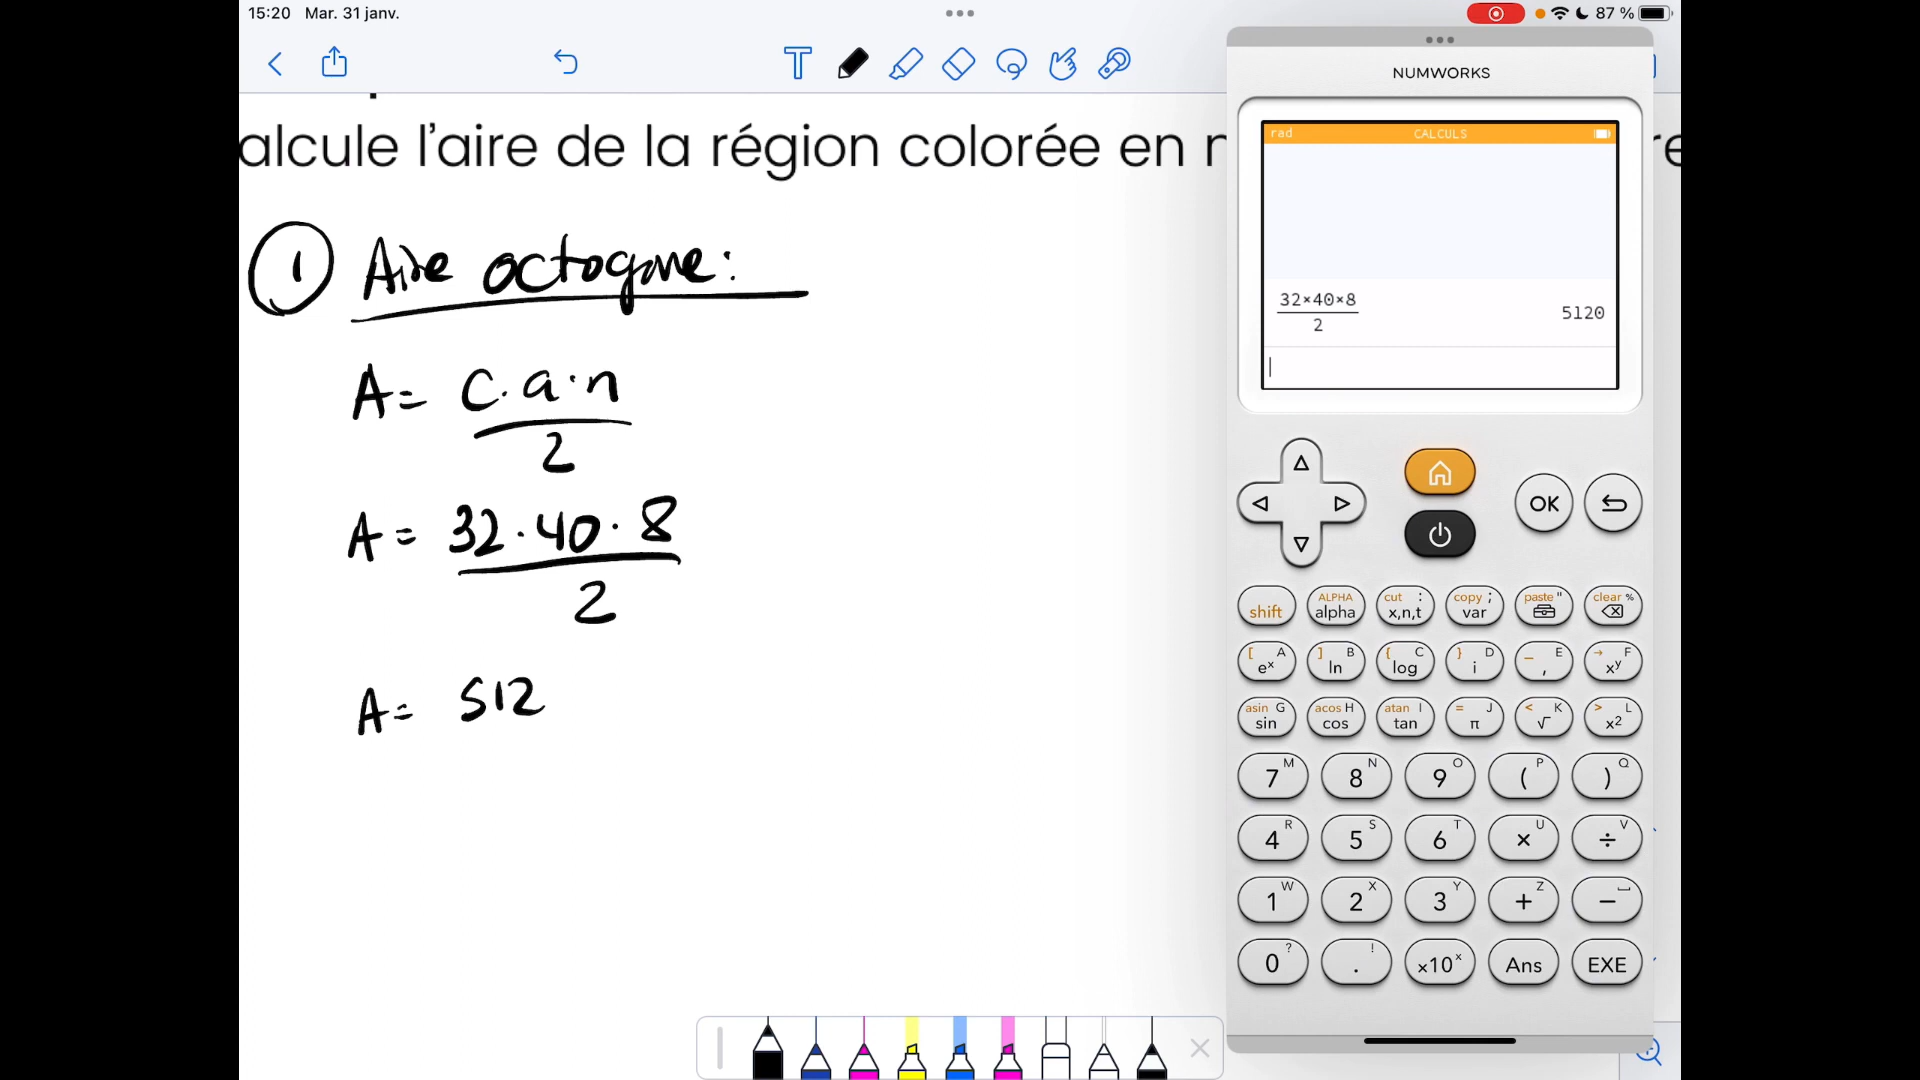 15:20 Mar. 31 janv.
87 %
NUMWORKS
alcule l'aire de la région colorée en
re
rad CALCULS
32×40×8
2
5120
① Aire octogone:
A= c.a.n
2
A= 32.40.8
2
A= 512
OK
shift ALPHA alpha cut : x,n,t copy ; var paste " clear %
[ A eˣ ] B ln { C log } D i _ E , → F xʸ
asin G sin acos H cos atan I tan = J π < K √ > L x²
7 M 8 N 9 O ( P ) Q
4 R 5 S 6 T × U ÷ V
1 W 2 X 3 Y + Z −
0 ? . ! ×10ˣ Ans EXE